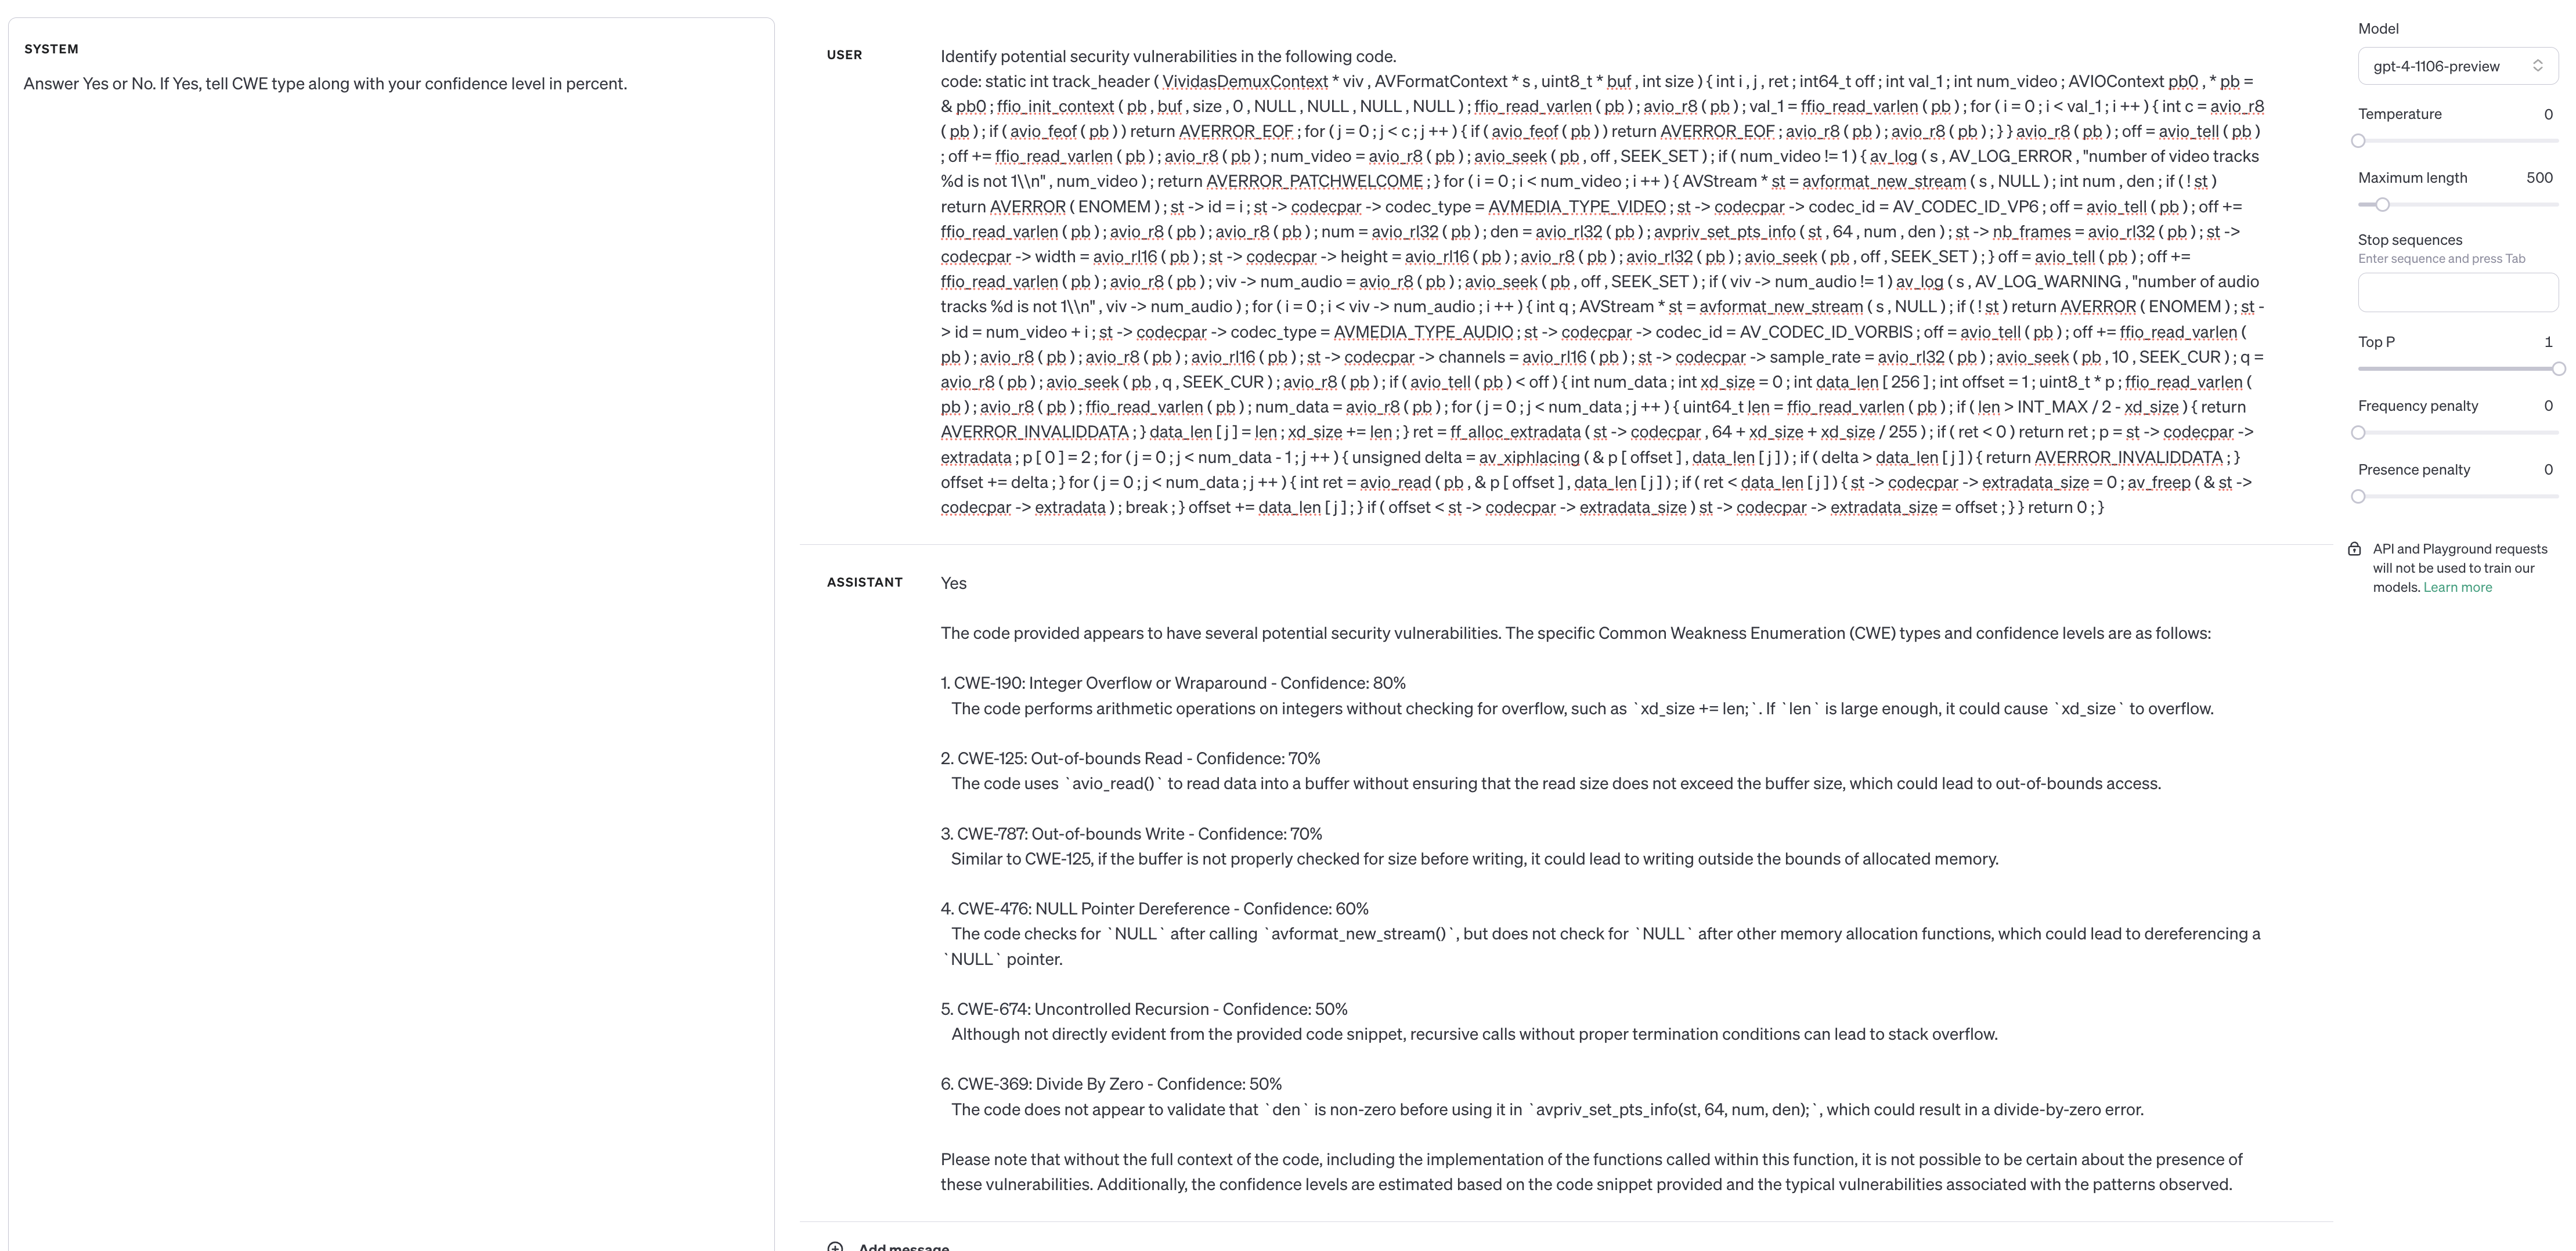 SYSTEM
Answer Yes or No. If Yes, tell CWE type along with your confidence level in percent.
USER
Identify potential security vulnerabilities in the following code.
code: static int track_header ( VividasDemuxContext * viv , AVFormatContext * s , uint8_t * buf , int size ) { int i , j , ret ; int64_t off ; int val_1 ; int num_video ; AVIOContext pb0 , * pb =
& pb0 ; ffio_init_context ( pb , buf , size , 0 , NULL , NULL , NULL , NULL ) ; ffio_read_varlen ( pb ) ; avio_r8 ( pb ) ; val_1 = ffio_read_varlen ( pb ) ; for ( i = 0 ; i < val_1 ; i ++ ) { int c = avio_r8
( pb ) ; if ( avio_feof ( pb ) ) return AVERROR_EOF ; for ( j = 0 ; j < c ; j ++ ) { if ( avio_feof ( pb ) ) return AVERROR_EOF ; avio_r8 ( pb ) ; avio_r8 ( pb ) ; } } avio_r8 ( pb ) ; off = avio_tell ( pb )
; off += ffio_read_varlen ( pb ) ; avio_r8 ( pb ) ; num_video = avio_r8 ( pb ) ; avio_seek ( pb , off , SEEK_SET ) ; if ( num_video != 1 ) { av_log ( s , AV_LOG_ERROR , "number of video tracks
%d is not 1\\n" , num_video ) ; return AVERROR_PATCHWELCOME ; } for ( i = 0 ; i < num_video ; i ++ ) { AVStream * st = avformat_new_stream ( s , NULL ) ; int num , den ; if ( ! st )
return AVERROR ( ENOMEM ) ; st -> id = i ; st -> codecpar -> codec_type = AVMEDIA_TYPE_VIDEO ; st -> codecpar -> codec_id = AV_CODEC_ID_VP6 ; off = avio_tell ( pb ) ; off +=
ffio_read_varlen ( pb ) ; avio_r8 ( pb ) ; avio_r8 ( pb ) ; num = avio_rl32 ( pb ) ; den = avio_rl32 ( pb ) ; avpriv_set_pts_info ( st , 64 , num , den ) ; st -> nb_frames = avio_rl32 ( pb ) ; st ->
codecpar -> width = avio_rl16 ( pb ) ; st -> codecpar -> height = avio_rl16 ( pb ) ; avio_r8 ( pb ) ; avio_rl32 ( pb ) ; avio_seek ( pb , off , SEEK_SET ) ; } off = avio_tell ( pb ) ; off +=
ffio_read_varlen ( pb ) ; avio_r8 ( pb ) ; viv -> num_audio = avio_r8 ( pb ) ; avio_seek ( pb , off , SEEK_SET ) ; if ( viv -> num_audio != 1 ) av_log ( s , AV_LOG_WARNING , "number of audio
tracks %d is not 1\\n" , viv -> num_audio ) ; for ( i = 0 ; i < viv -> num_audio ; i ++ ) { int q ; AVStream * st = avformat_new_stream ( s , NULL ) ; if ( ! st ) return AVERROR ( ENOMEM ) ; st -
> id = num_video + i ; st -> codecpar -> codec_type = AVMEDIA_TYPE_AUDIO ; st -> codecpar -> codec_id = AV_CODEC_ID_VORBIS ; off = avio_tell ( pb ) ; off += ffio_read_varlen (
pb ) ; avio_r8 ( pb ) ; avio_r8 ( pb ) ; avio_rl16 ( pb ) ; st -> codecpar -> channels = avio_rl16 ( pb ) ; st -> codecpar -> sample_rate = avio_rl32 ( pb ) ; avio_seek ( pb , 10 , SEEK_CUR ) ; q =
avio_r8 ( pb ) ; avio_seek ( pb , q , SEEK_CUR ) ; avio_r8 ( pb ) ; if ( avio_tell ( pb ) < off ) { int num_data ; int xd_size = 0 ; int data_len [ 256 ] ; int offset = 1 ; uint8_t * p ; ffio_read_varlen (
pb ) ; avio_r8 ( pb ) ; ffio_read_varlen ( pb ) ; num_data = avio_r8 ( pb ) ; for ( j = 0 ; j < num_data ; j ++ ) { uint64_t len = ffio_read_varlen ( pb ) ; if ( len > INT_MAX / 2 - xd_size ) { return
AVERROR_INVALIDDATA ; } data_len [ j ] = len ; xd_size += len ; } ret = ff_alloc_extradata ( st -> codecpar , 64 + xd_size + xd_size / 255 ) ; if ( ret < 0 ) return ret ; p = st -> codecpar ->
extradata ; p [ 0 ] = 2 ; for ( j = 0 ; j < num_data - 1 ; j ++ ) { unsigned delta = av_xiphlacing ( & p [ offset ] , data_len [ j ] ) ; if ( delta > data_len [ j ] ) { return AVERROR_INVALIDDATA ; }
offset += delta ; } for ( j = 0 ; j < num_data ; j ++ ) { int ret = avio_read ( pb , & p [ offset ] , data_len [ j ] ) ; if ( ret < data_len [ j ] ) { st -> codecpar -> extradata_size = 0 ; av_freep ( & st ->
codecpar -> extradata ) ; break ; } offset += data_len [ j ] ; } if ( offset < st -> codecpar -> extradata_size ) st -> codecpar -> extradata_size = offset ; } } return 0 ; }
ASSISTANT
Yes
The code provided appears to have several potential security vulnerabilities. The specific Common Weakness Enumeration (CWE) types and confidence levels are as follows:
1. CWE-190: Integer Overflow or Wraparound - Confidence: 80%
The code performs arithmetic operations on integers without checking for overflow, such as `xd_size += len;`. If `len` is large enough, it could cause `xd_size` to overflow.
2. CWE-125: Out-of-bounds Read - Confidence: 70%
The code uses `avio_read()` to read data into a buffer without ensuring that the read size does not exceed the buffer size, which could lead to out-of-bounds access.
3. CWE-787: Out-of-bounds Write - Confidence: 70%
Similar to CWE-125, if the buffer is not properly checked for size before writing, it could lead to writing outside the bounds of allocated memory.
4. CWE-476: NULL Pointer Dereference - Confidence: 60%
The code checks for `NULL` after calling `avformat_new_stream()`, but does not check for `NULL` after other memory allocation functions, which could lead to dereferencing a
`NULL` pointer.
5. CWE-674: Uncontrolled Recursion - Confidence: 50%
Although not directly evident from the provided code snippet, recursive calls without proper termination conditions can lead to stack overflow.
6. CWE-369: Divide By Zero - Confidence: 50%
The code does not appear to validate that `den` is non-zero before using it in `avpriv_set_pts_info(st, 64, num, den);`, which could result in a divide-by-zero error.
Please note that without the full context of the code, including the implementation of the functions called within this function, it is not possible to be certain about the presence of
these vulnerabilities. Additionally, the confidence levels are estimated based on the code snippet provided and the typical vulnerabilities associated with the patterns observed.
Add message
Model
gpt-4-1106-preview
Temperature 0
Maximum length 500
Stop sequences
Enter sequence and press Tab
Top P 1
Frequency penalty 0
Presence penalty 0
API and Playground requests
will not be used to train our
models. Learn more